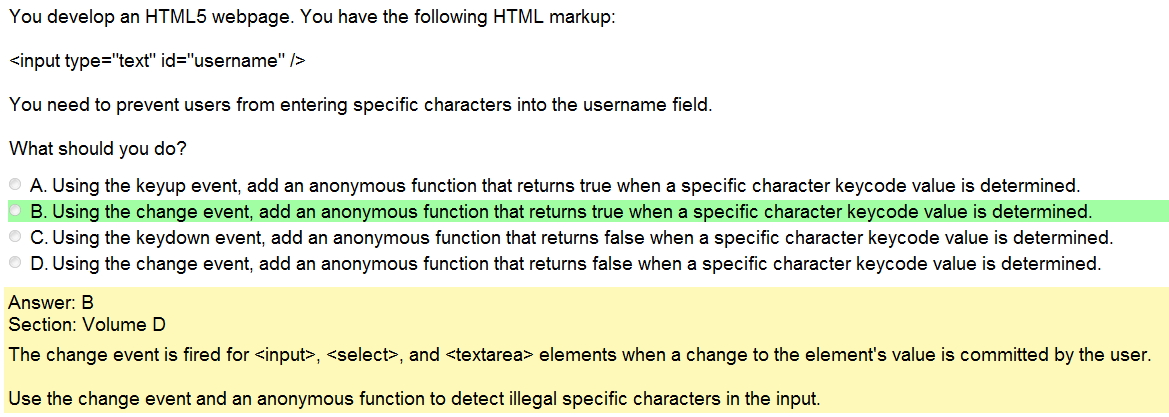 You develop an HTML5 webpage. You have the following HTML markup:
<input type="text" id="username" />
You need to prevent users from entering specific characters into the username field.
What should you do?
A. Using the keyup event, add an anonymous function that returns true when a specific character keycode value is determined.
B. Using the change event, add an anonymous function that returns true when a specific character keycode value is determined.
C. Using the keydown event, add an anonymous function that returns false when a specific character keycode value is determined.
D. Using the change event, add an anonymous function that returns false when a specific character keycode value is determined.
Answer: B
Section: Volume D
The change event is fired for <input>, <select>, and <textarea> elements when a change to the element's value is committed by the user.
Use the change event and an anonymous function to detect illegal specific characters in the input.